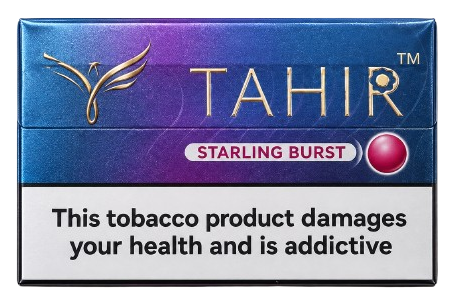 TAHIR™
STARLING BURST
This tobacco product damages
your health and is addictive